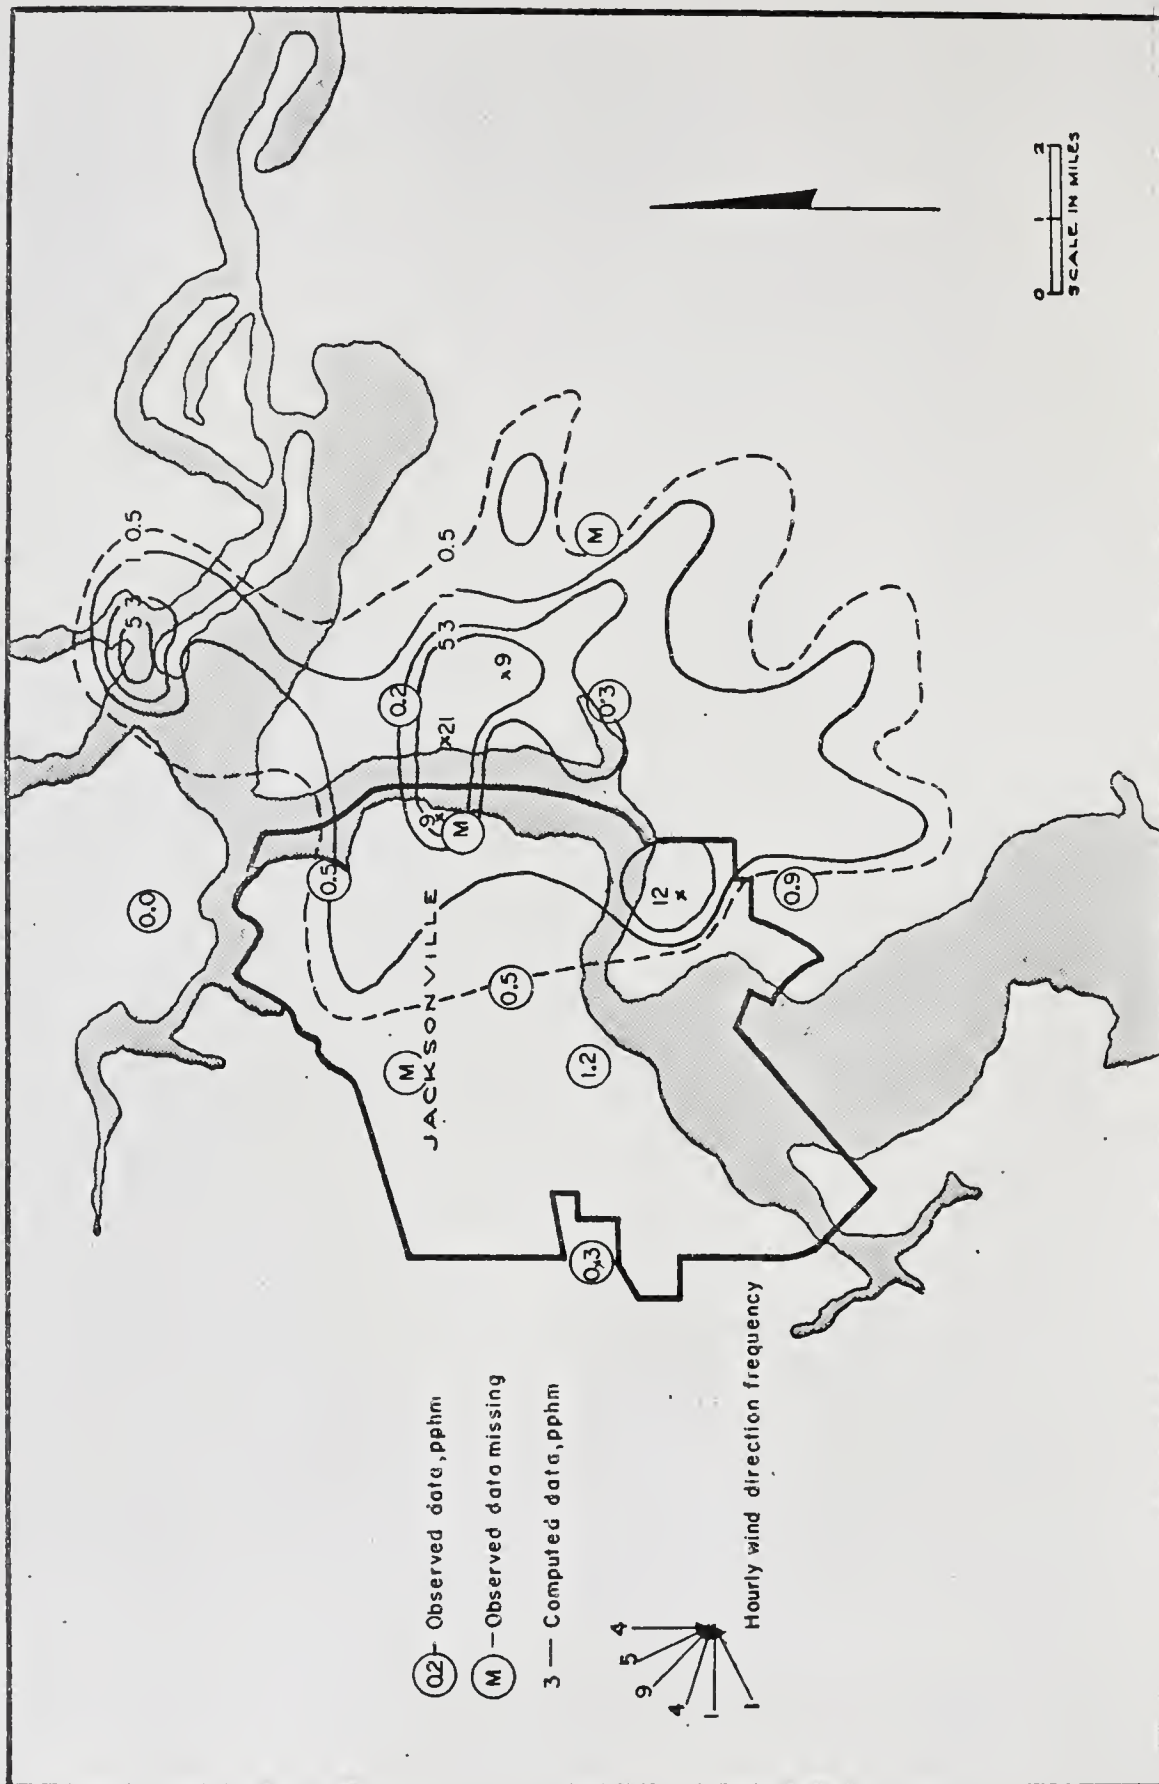 0.5
1
5 3
0.0
0.5
0.2
5 3
1
0.5
x9
x21
9x
M
M
0.3
12
x
0.9
0.5
M
JACKSONVILLE
1.2
0.3
0 1 2
SCALE IN MILES
0.2 - Observed data, pphm
M - Observed data missing
3 — Computed data, pphm
4
5
9
4
1
1
Hourly wind direction frequency